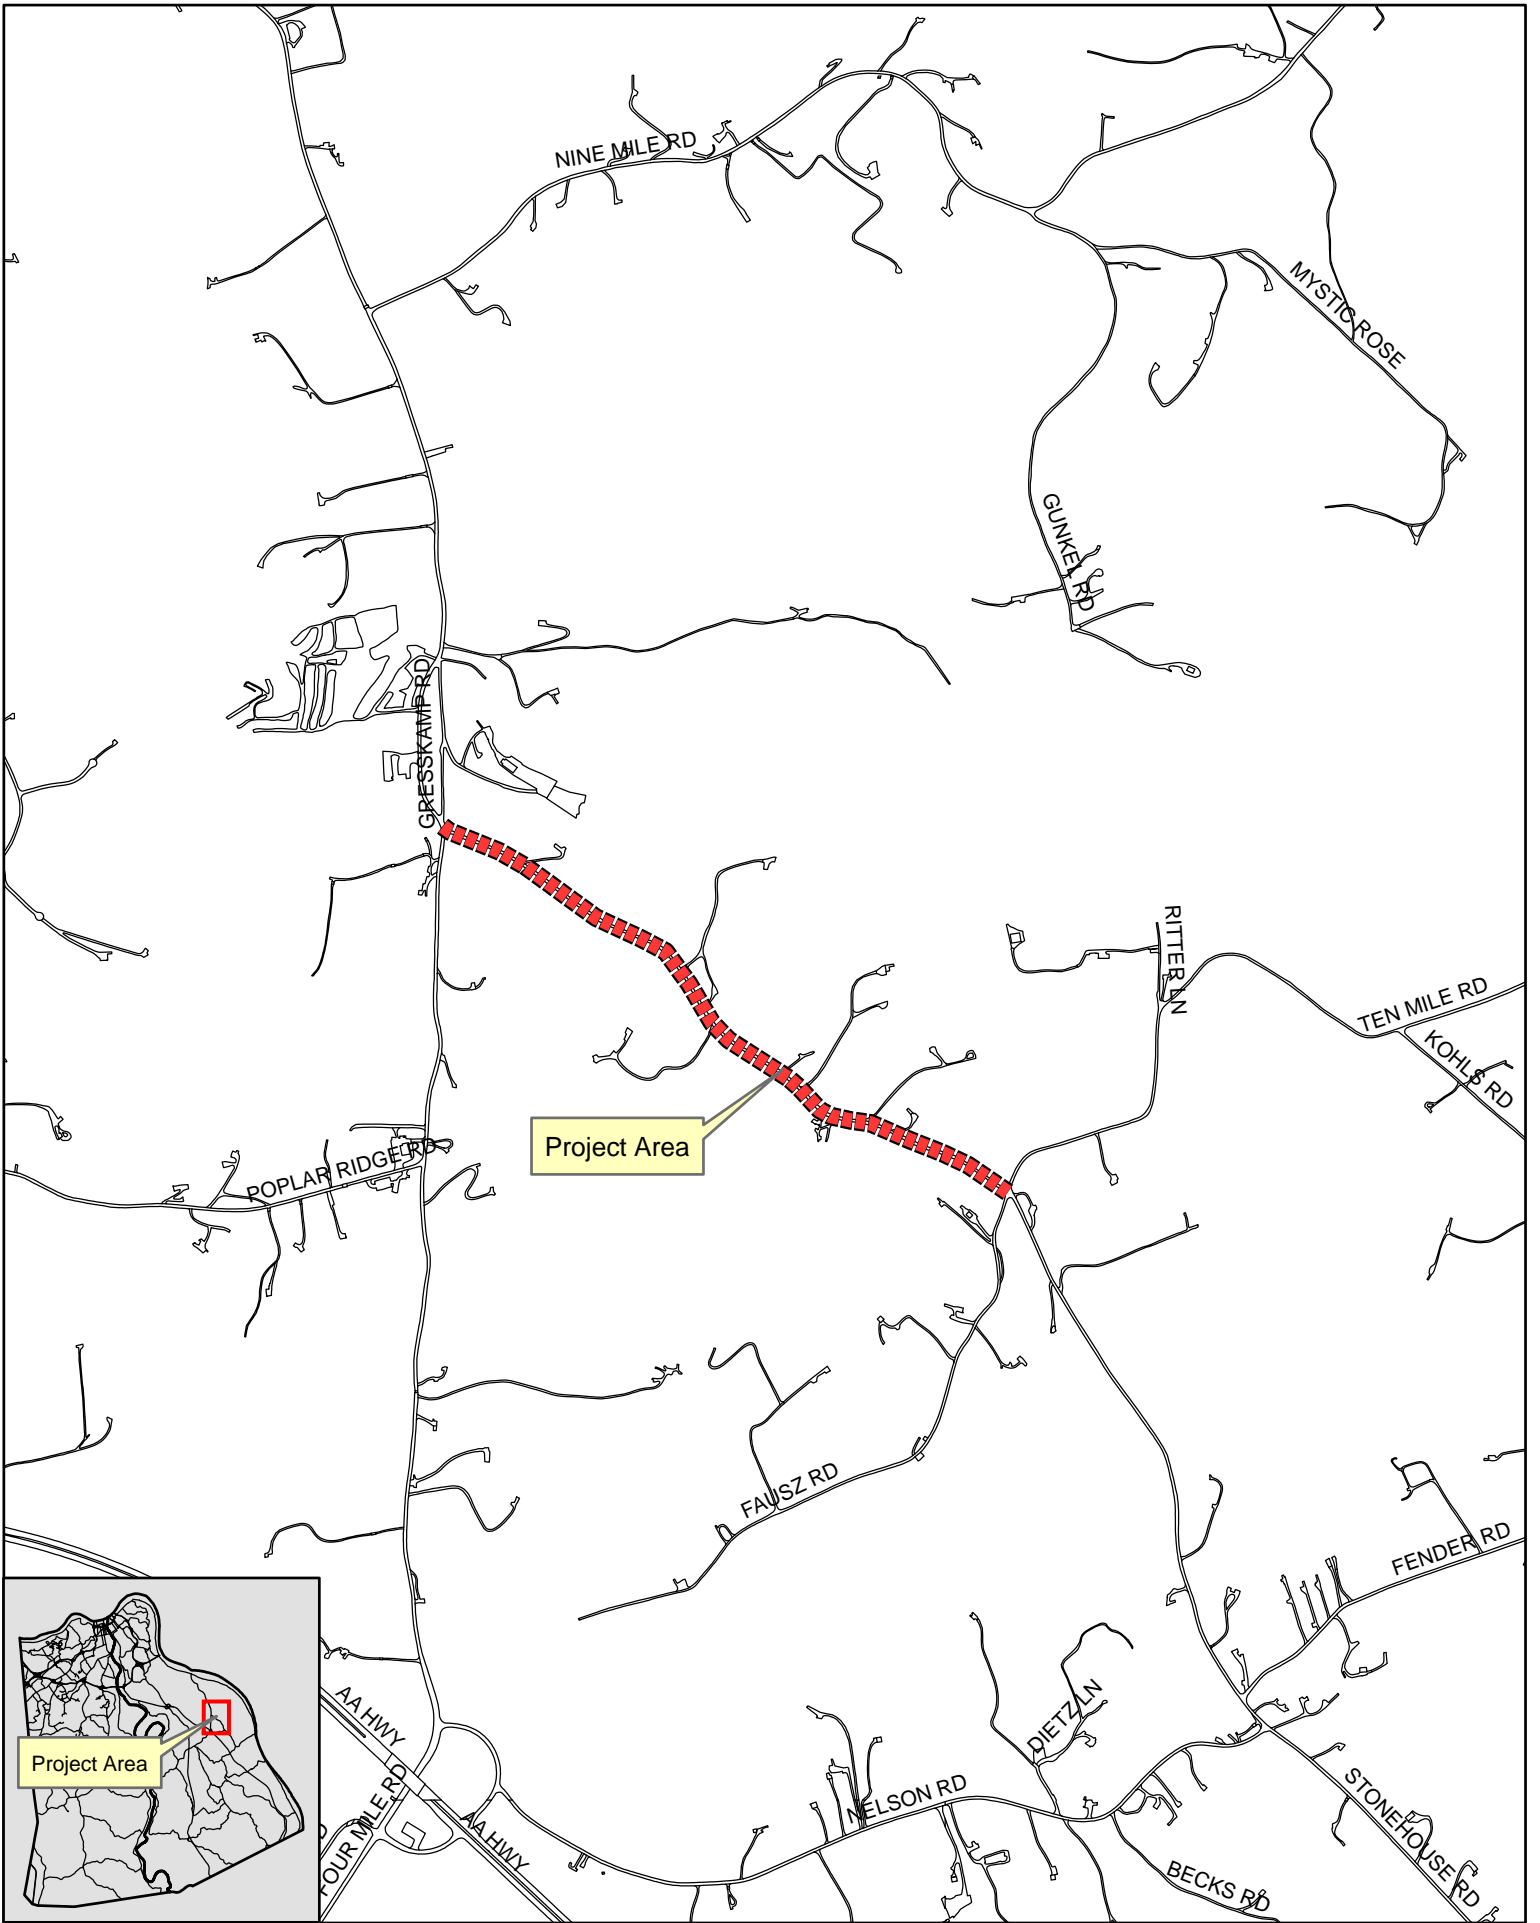 NINE MILE RD
MYSTIC ROSE
GUNKEL RD
GRESSKAMP RD
RITTER LN
TEN MILE RD
KOHLS RD
Project Area
POPLAR RIDGE RD
FAUSZ RD
FENDER RD
AA HWY
DIETZ LN
Project Area
FOUR MILE RD
AA HWY
NELSON RD
STONEHOUSE RD
BECKS RD